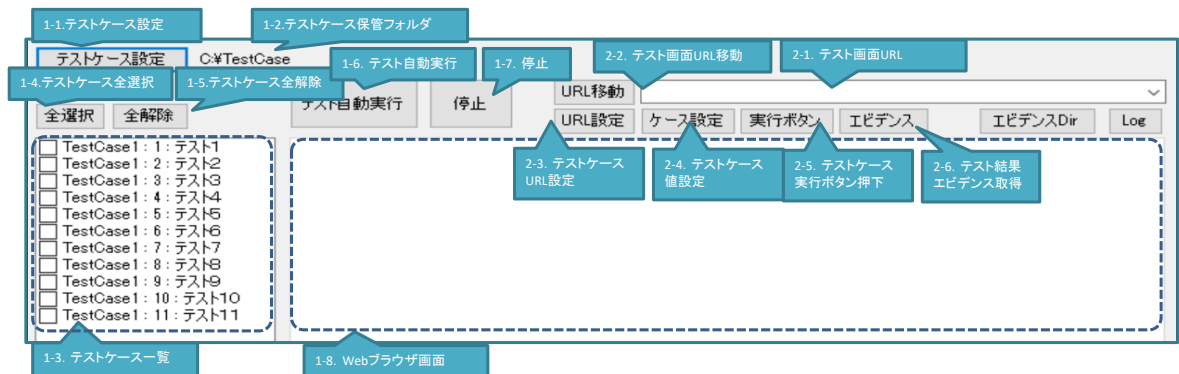 1-1.テストケース設定
1-2.テストケース保管フォルダ
テストケース設定
C:¥TestCase
1-6. テスト自動実行
1-7. 停止
2-2. テスト画面URL移動
2-1. テスト画面URL
1-4.テストケース全選択
1-5.テストケース全解除
全選択
全解除
テスト自動実行
停止
URL移動
URL設定
ケース設定
実行ボタン
エビデンス
エビデンスDir
Log
TestCase1:1:テスト1
TestCase1:2:テスト2
TestCase1:3:テスト3
TestCase1:4:テスト4
TestCase1:5:テスト5
TestCase1:6:テスト6
TestCase1:7:テスト7
TestCase1:8:テスト8
TestCase1:9:テスト9
TestCase1:10:テスト10
TestCase1:11:テスト11
2-3. テストケース
URL設定
2-4. テストケース
値設定
2-5. テストケース
実行ボタン押下
2-6. テスト結果
エビデンス取得
1-3. テストケース一覧
1-8. Webブラウザ画面